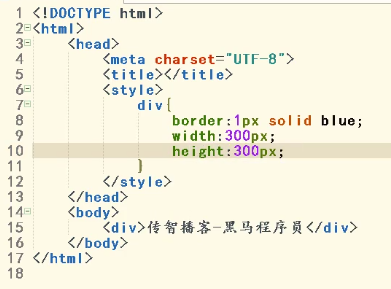 1 <!DOCTYPE html>
2 <html>
3     <head>
4         <meta charset="UTF-8">
5         <title></title>
6         <style>
7             div{
8                 border:1px solid blue;
9                 width:300px;
10                 height:300px;
11             }
12         </style>
13     </head>
14     <body>
15         <div>传智播客-黑马程序员</div>
16     </body>
17 </html>
18